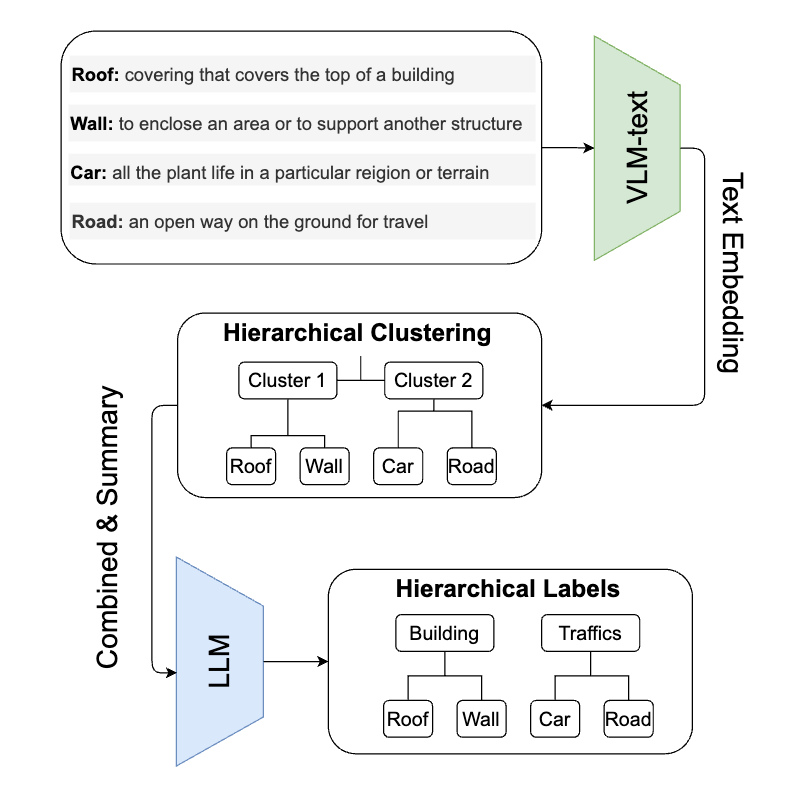 Roof: covering that covers the top of a building
Wall: to enclose an area or to support another structure
Car: all the plant life in a particular reigion or terrain
Road: an open way on the ground for travel
VLM-text
Text Embedding
Hierarchical Clustering
Cluster 1
Cluster 2
Roof
Wall
Car
Road
Combined & Summary
LLM
Hierarchical Labels
Building
Traffics
Roof
Wall
Car
Road